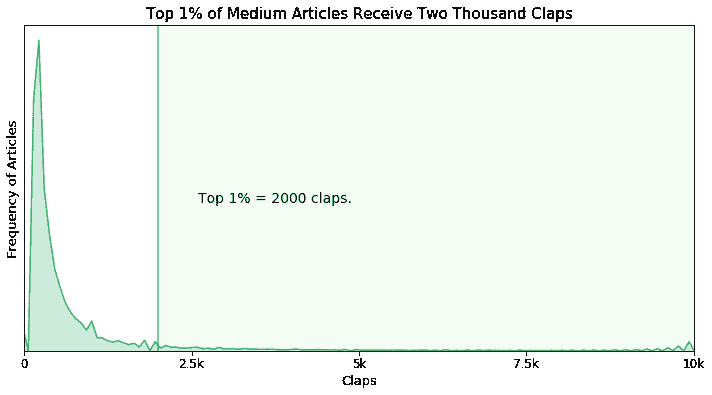 Top 1% of Medium Articles Receive Two Thousand Claps
Frequency of Articles
Top 1% = 2000 claps.
0
2.5k
5k
7.5k
10k
Claps